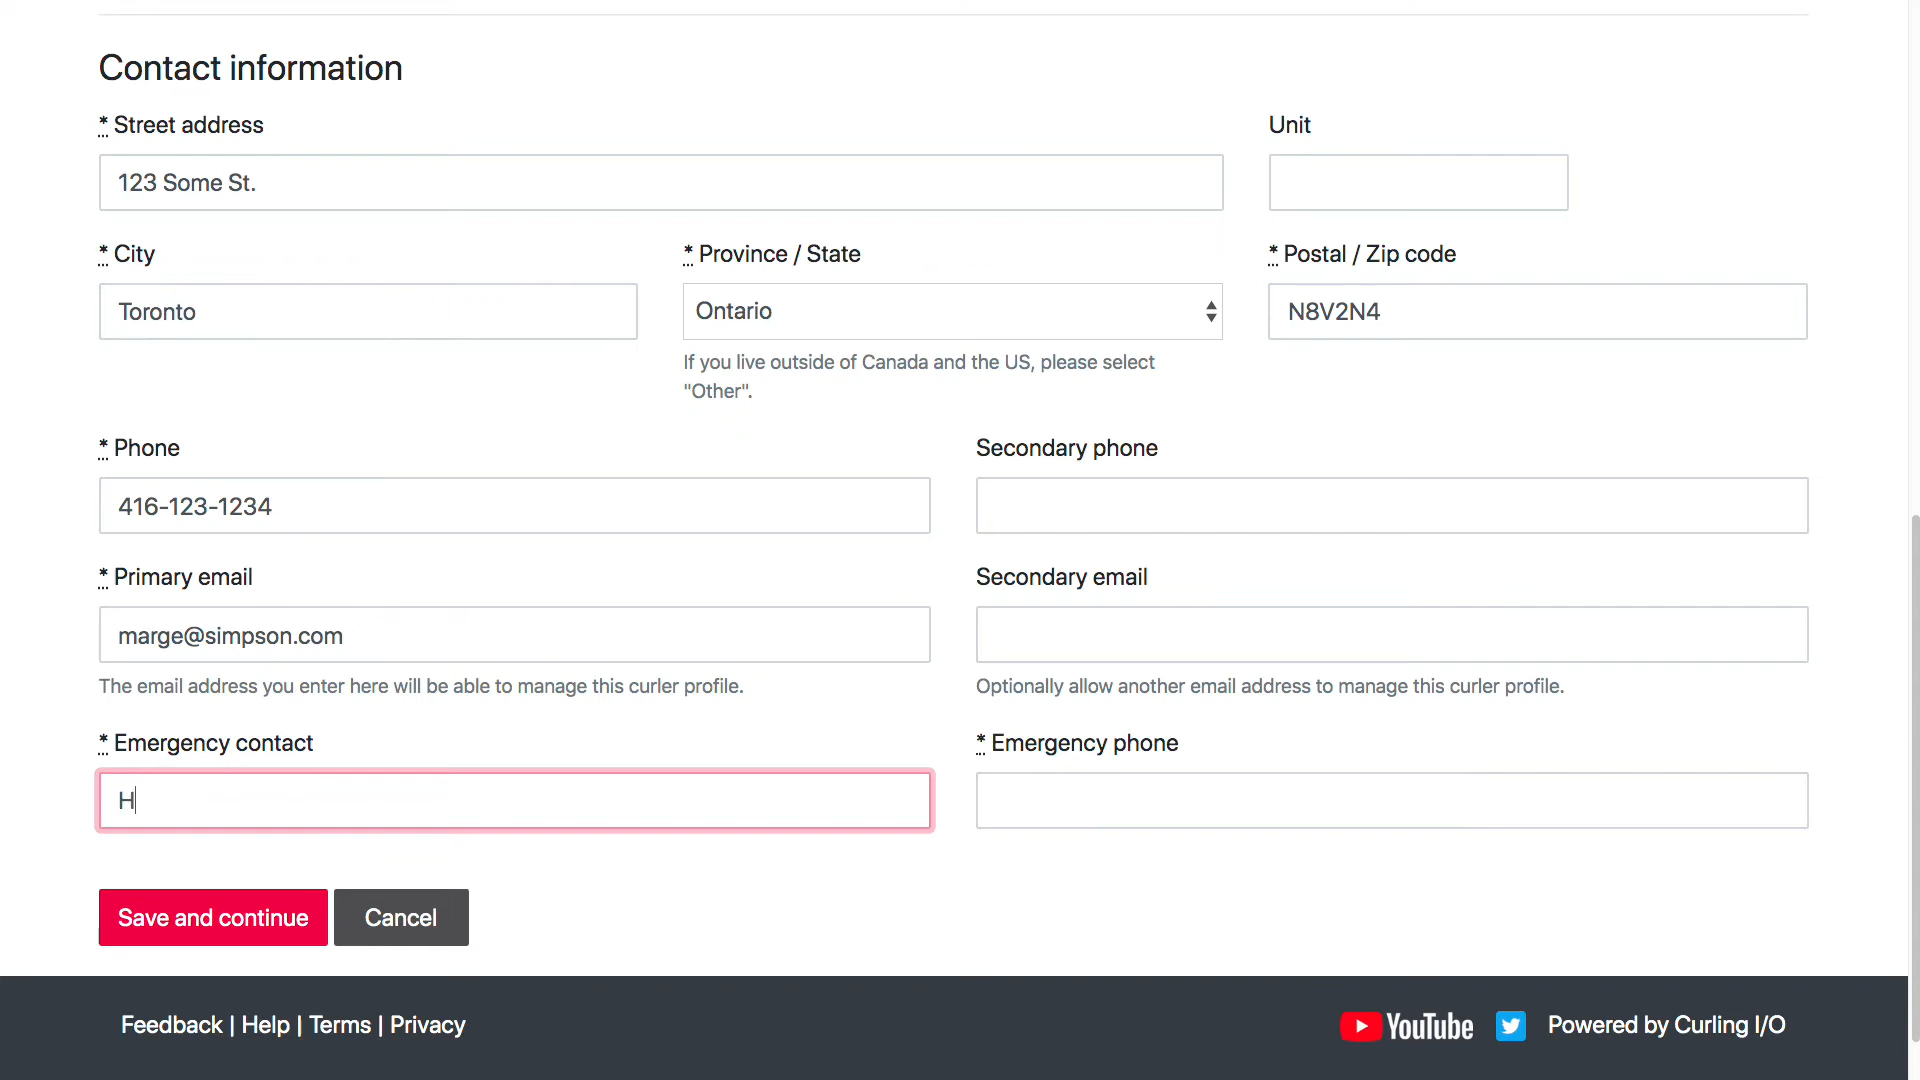 Contact information
* Street address
Unit
123 Some St.
* City
* Province / State
* Postal / Zip code
Toronto
Ontario
N8V2N4
If you live outside of Canada and the US, please select
"Other".
* Phone
Secondary phone
416-123-1234
* Primary email
Secondary email
marge@simpson.com
The email address you enter here will be able to manage this curler profile.
Optionally allow another email address to manage this curler profile.
* Emergency contact
* Emergency phone
H
Save and continue
Cancel
Feedback | Help | Terms | Privacy
YouTube
Powered by Curling I/O